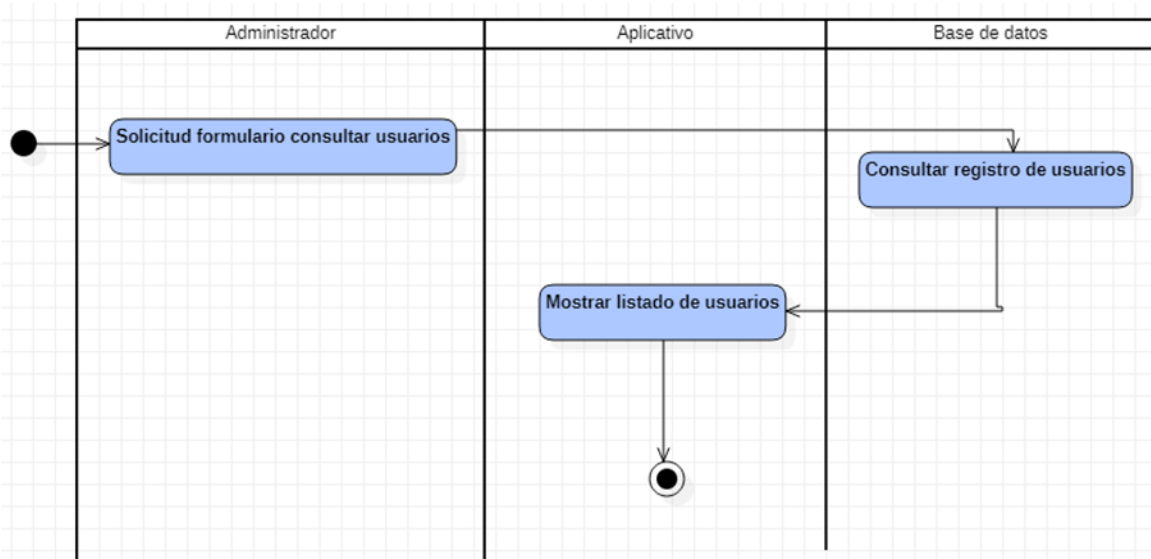 Administrador
Aplicativo
Base de datos
Solicitud formulario consultar usuarios
Consultar registro de usuarios
Mostrar listado de usuarios